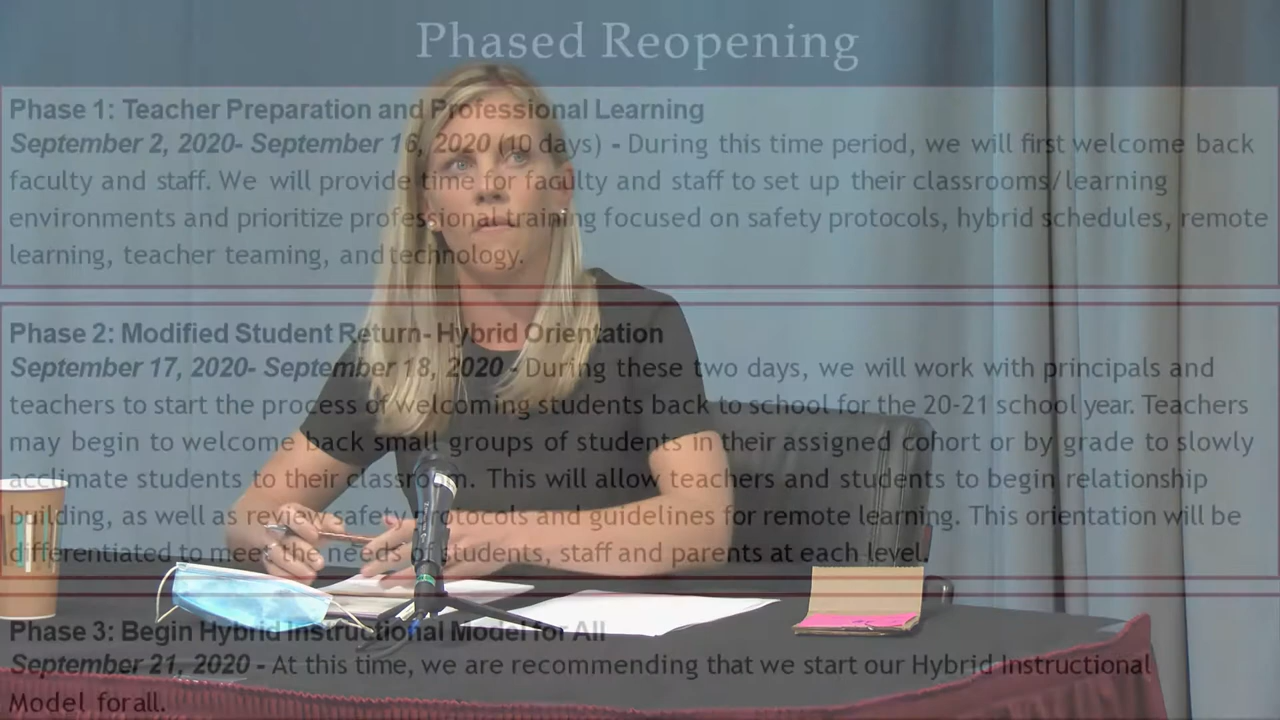 Phased Reopening
Phase 1: Teacher Preparation and Professional Learning
September 2, 2020- September 16, 2020 (10 days) - During this time period, we will first welcome back
faculty and staff. We will provide time for faculty and staff to set up their classrooms/learning
environments and prioritize professional training focused on safety protocols, hybrid schedules, remote
learning, teacher teaming, and technology.
Phase 2: Modified Student Return- Hybrid Orientation
September 17, 2020- September 18, 2020 - During these two days, we will work with principals and
teachers to start the process of welcoming students back to school for the 20-21 school year. Teachers
may begin to welcome back small groups of students in their assigned cohort or by grade to slowly
acclimate students to their classroom. This will allow teachers and students to begin relationship
building, as well as review safety protocols and guidelines for remote learning. This orientation will be
differentiated to meet the needs of students, staff and parents at each level.
Phase 3: Begin Hybrid Instructional Model for All
September 21, 2020 - At this time, we are recommending that we start our Hybrid Instructional
Model forall.